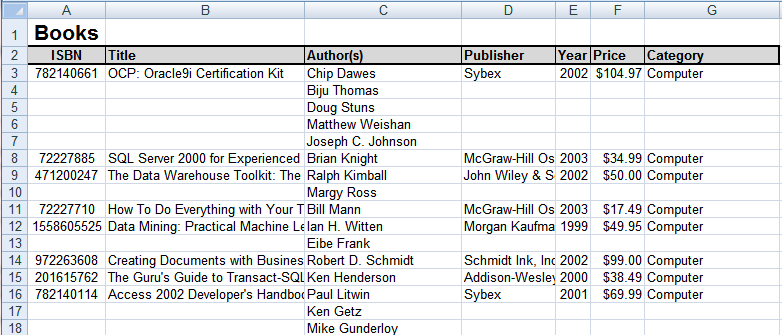 A B C D E F G
1 Books
2 ISBN Title Author(s) Publisher Year Price Category
3 782140661 OCP: Oracle9i Certification Kit Chip Dawes Sybex 2002 $104.97 Computer
4 Biju Thomas
5 Doug Stuns
6 Matthew Weishan
7 Joseph C. Johnson
8 72227885 SQL Server 2000 for Experienced Brian Knight McGraw-Hill Os 2003 $34.99 Computer
9 471200247 The Data Warehouse Toolkit: The Ralph Kimball John Wiley & S 2002 $50.00 Computer
10 Margy Ross
11 72227710 How To Do Everything with Your T Bill Mann McGraw-Hill Os 2003 $17.49 Computer
12 1558605525 Data Mining: Practical Machine Le Ian H. Witten Morgan Kaufma 1999 $49.95 Computer
13 Eibe Frank
14 972263608 Creating Documents with Busines Robert D. Schmidt Schmidt Ink, Inc 2002 $99.00 Computer
15 201615762 The Guru's Guide to Transact-SQL Ken Henderson Addison-Wesley 2000 $38.49 Computer
16 782140114 Access 2002 Developer's Handboo Paul Litwin Sybex 2001 $69.99 Computer
17 Ken Getz
18 Mike Gunderloy